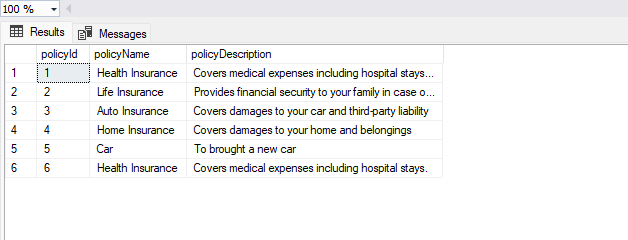 100 %
Results Messages
policyId policyName policyDescription
1 1 Health Insurance Covers medical expenses including hospital stays...
2 2 Life Insurance Provides financial security to your family in case o...
3 3 Auto Insurance Covers damages to your car and third-party liability
4 4 Home Insurance Covers damages to your home and belongings
5 5 Car To brought a new car
6 6 Health Insurance Covers medical expenses including hospital stays.